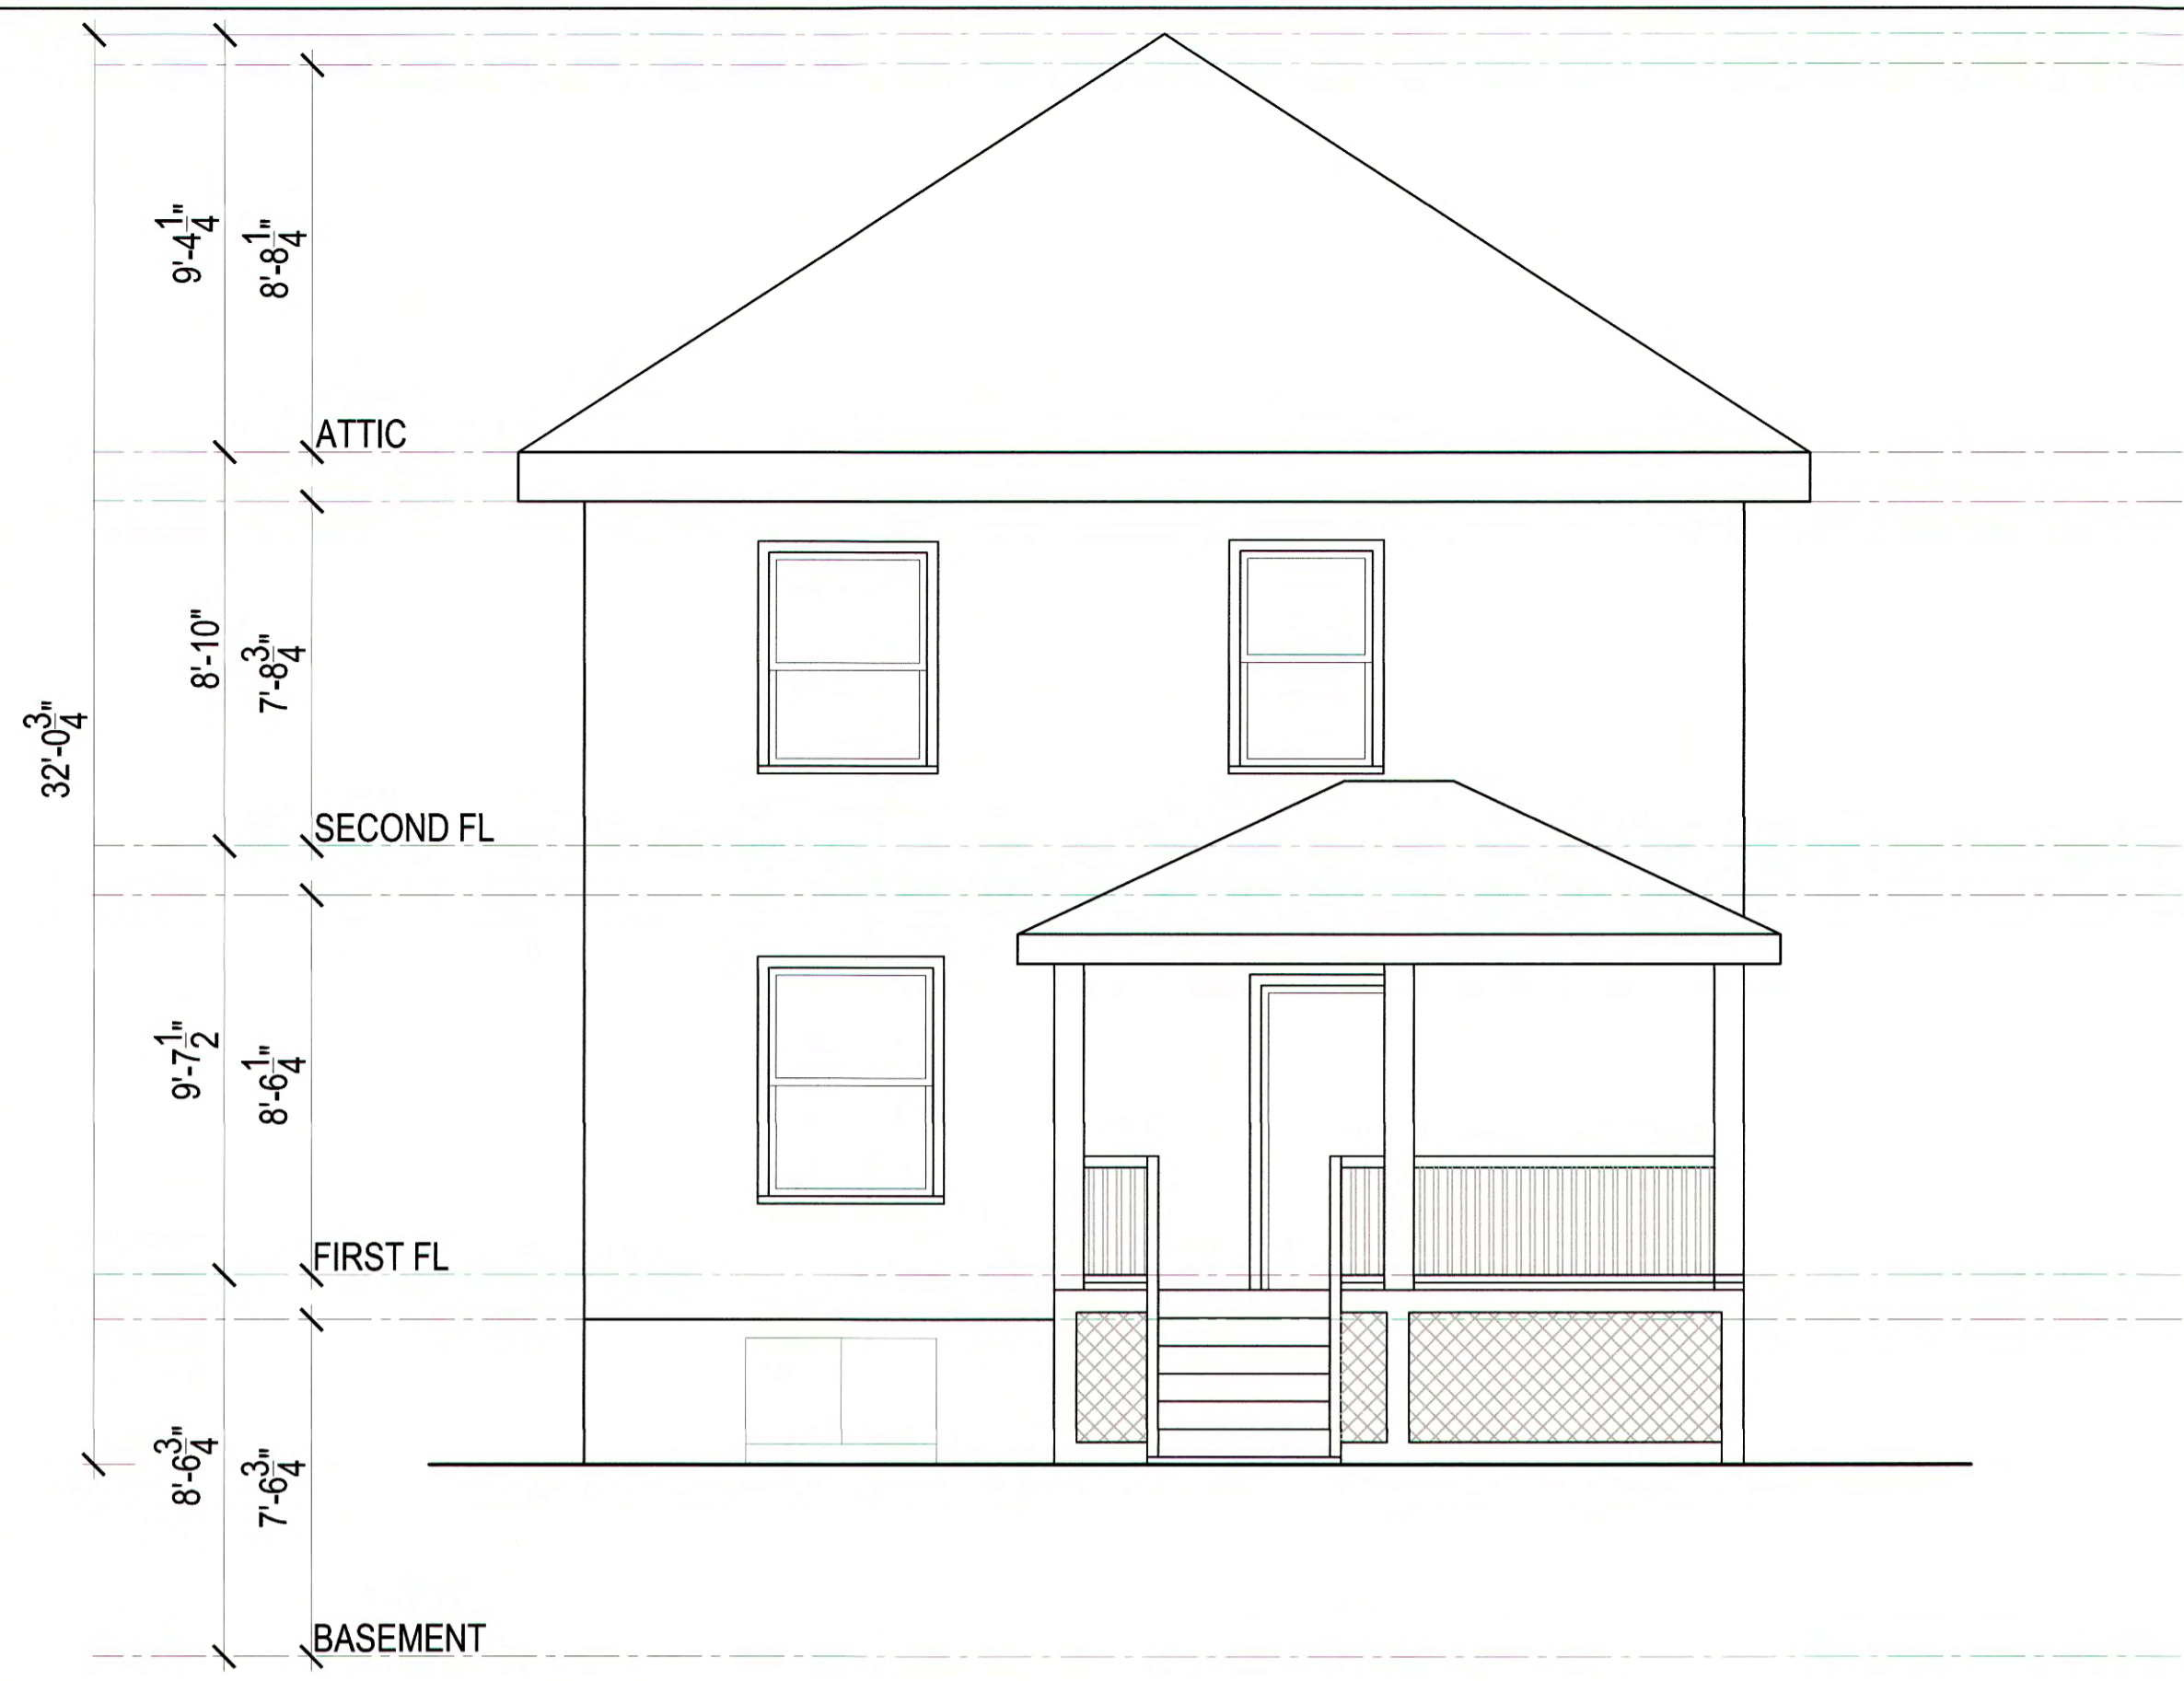 9'-4 1/4"
8'-8 1/4"
ATTIC
8'-10"
7'-8 3/4"
32'-0 3/4"
SECOND FL
9'-7 1/2"
8'-6 1/4"
FIRST FL
8'-6 3/4"
7'-6 3/4"
BASEMENT